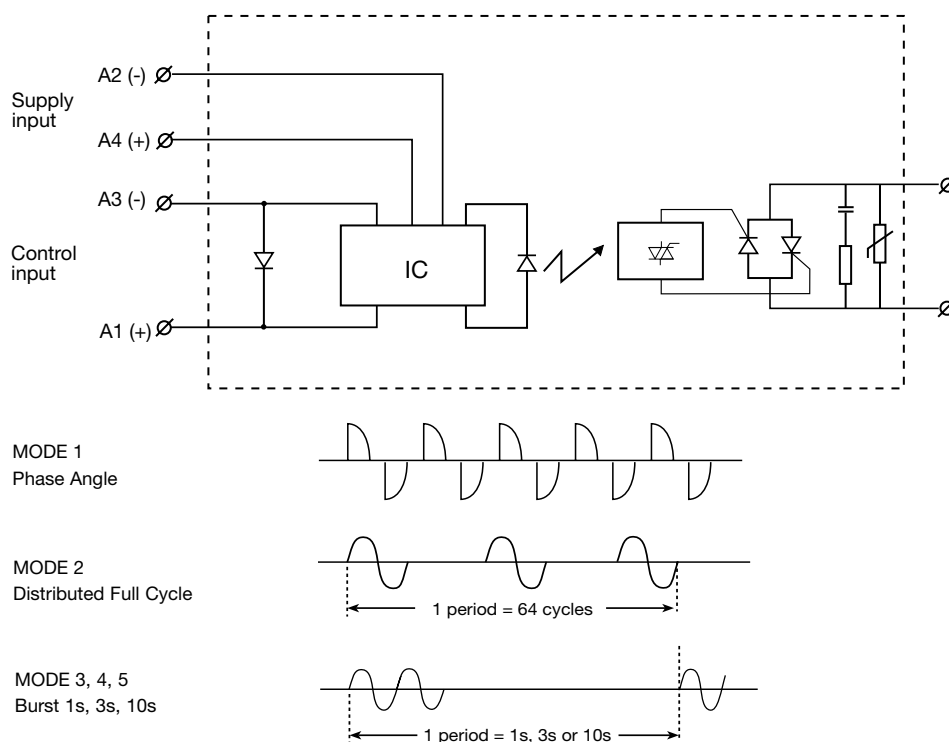 A2 (-)
Supply
input
A4 (+)
A3 (-)
Control
input
IC
A1 (+)
MODE 1
Phase Angle
MODE 2
Distributed Full Cycle
1 period = 64 cycles
MODE 3, 4, 5
Burst 1s, 3s, 10s
1 period = 1s, 3s or 10s